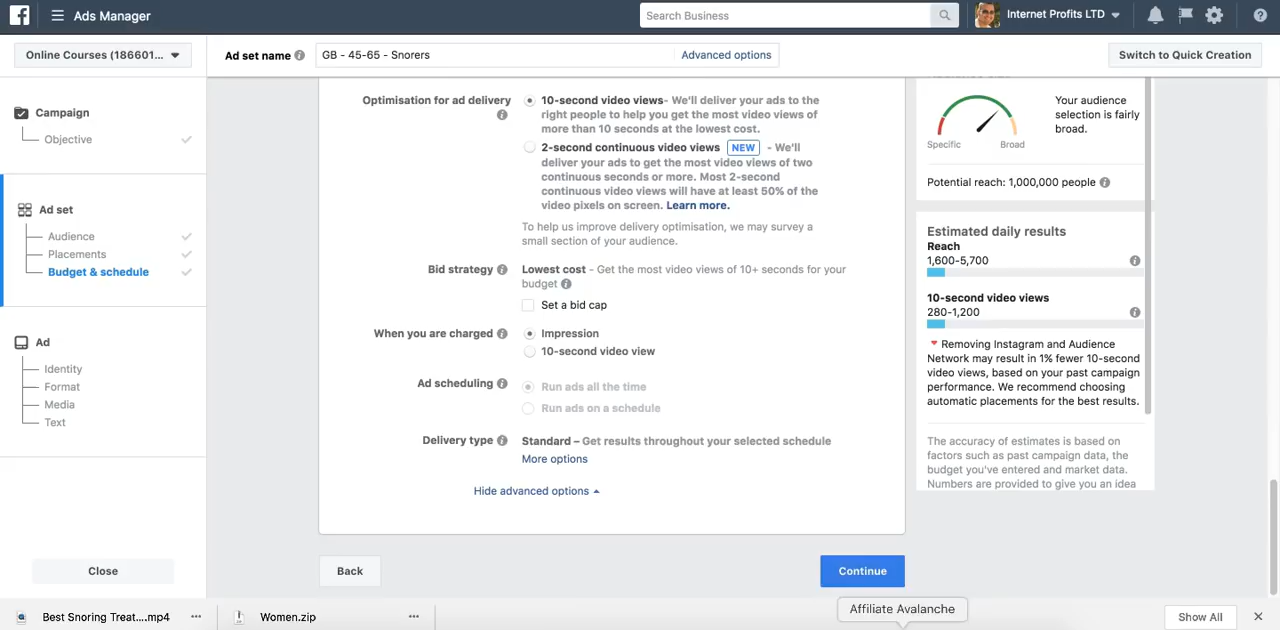 Ads Manager
Search Business
Internet Profits LTD
Online Courses (186601...
Ad set name
GB - 45-65 - Snorers
Advanced options
Switch to Quick Creation
Campaign
Objective
Ad set
Audience
Placements
Budget & schedule
Ad
Identity
Format
Media
Text
Close
Optimisation for ad delivery
10-second video views - We'll deliver your ads to the
right people to help you get the most video views of
more than 10 seconds at the lowest cost.
2-second continuous video views NEW - We'll
deliver your ads to get the most video views of two
continuous seconds or more. Most 2-second
continuous video views will have at least 50% of the
video pixels on screen. Learn more.
To help us improve delivery optimisation, we may survey a
small section of your audience.
Bid strategy
Lowest cost - Get the most video views of 10+ seconds for your
budget
Set a bid cap
When you are charged
Impression
10-second video view
Ad scheduling
Run ads all the time
Run ads on a schedule
Delivery type
Standard – Get results throughout your selected schedule
More options
Hide advanced options
Back
Continue
Your audience
selection is fairly
broad.
Specific
Broad
Potential reach: 1,000,000 people
Estimated daily results
Reach
1,600-5,700
10-second video views
280-1,200
Removing Instagram and Audience
Network may result in 1% fewer 10-second
video views, based on your past campaign
performance. We recommend choosing
automatic placements for the best results.
The accuracy of estimates is based on
factors such as past campaign data, the
budget you've entered and market data.
Numbers are provided to give you an idea
Affiliate Avalanche
Best Snoring Treat....mp4
Women.zip
Show All